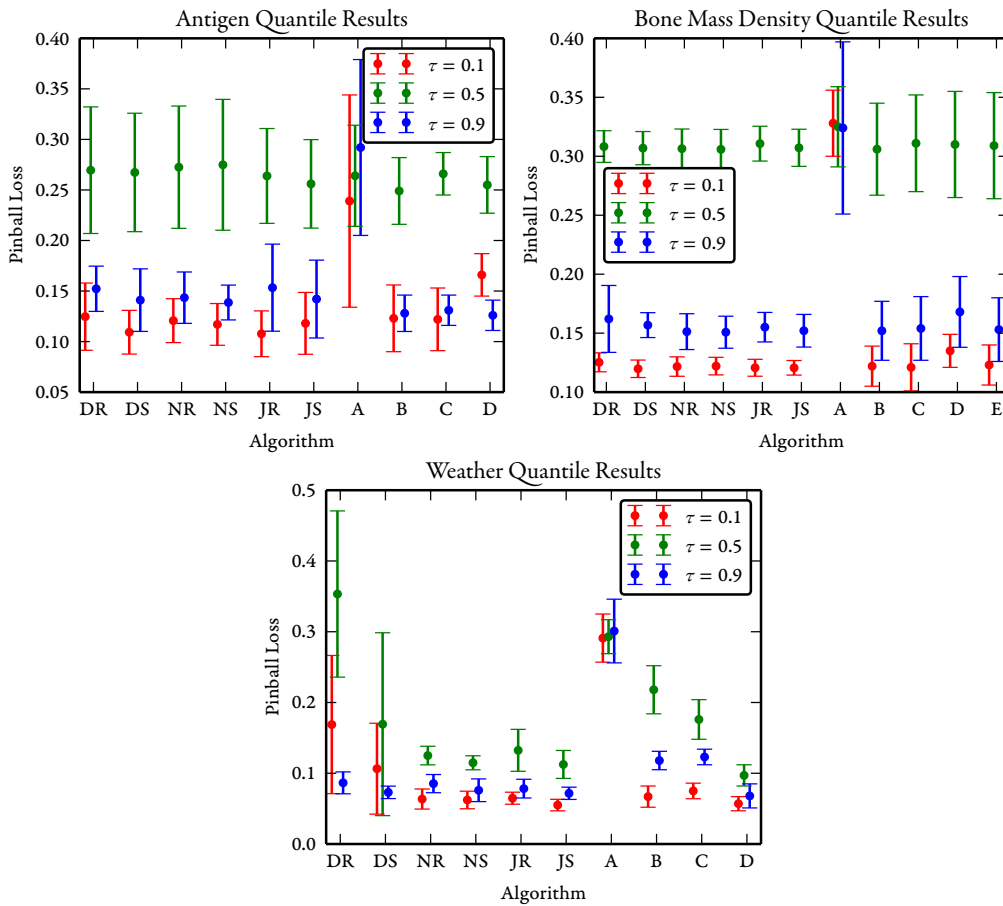 Antigen Quantile Results
0.40
0.35
0.30
0.25
0.20
0.15
0.10
0.05
Pinball Loss
τ = 0.1
τ = 0.5
τ = 0.9
DR DS NR NS JR JS A B C D
Algorithm
Bone Mass Density Quantile Results
0.40
0.35
0.30
0.25
0.20
0.15
0.10
Pinball Loss
τ = 0.1
τ = 0.5
τ = 0.9
DR DS NR NS JR JS A B C D E
Algorithm
Weather Quantile Results
0.5
0.4
0.3
0.2
0.1
0.0
Pinball Loss
τ = 0.1
τ = 0.5
τ = 0.9
DR DS NR NS JR JS A B C D
Algorithm